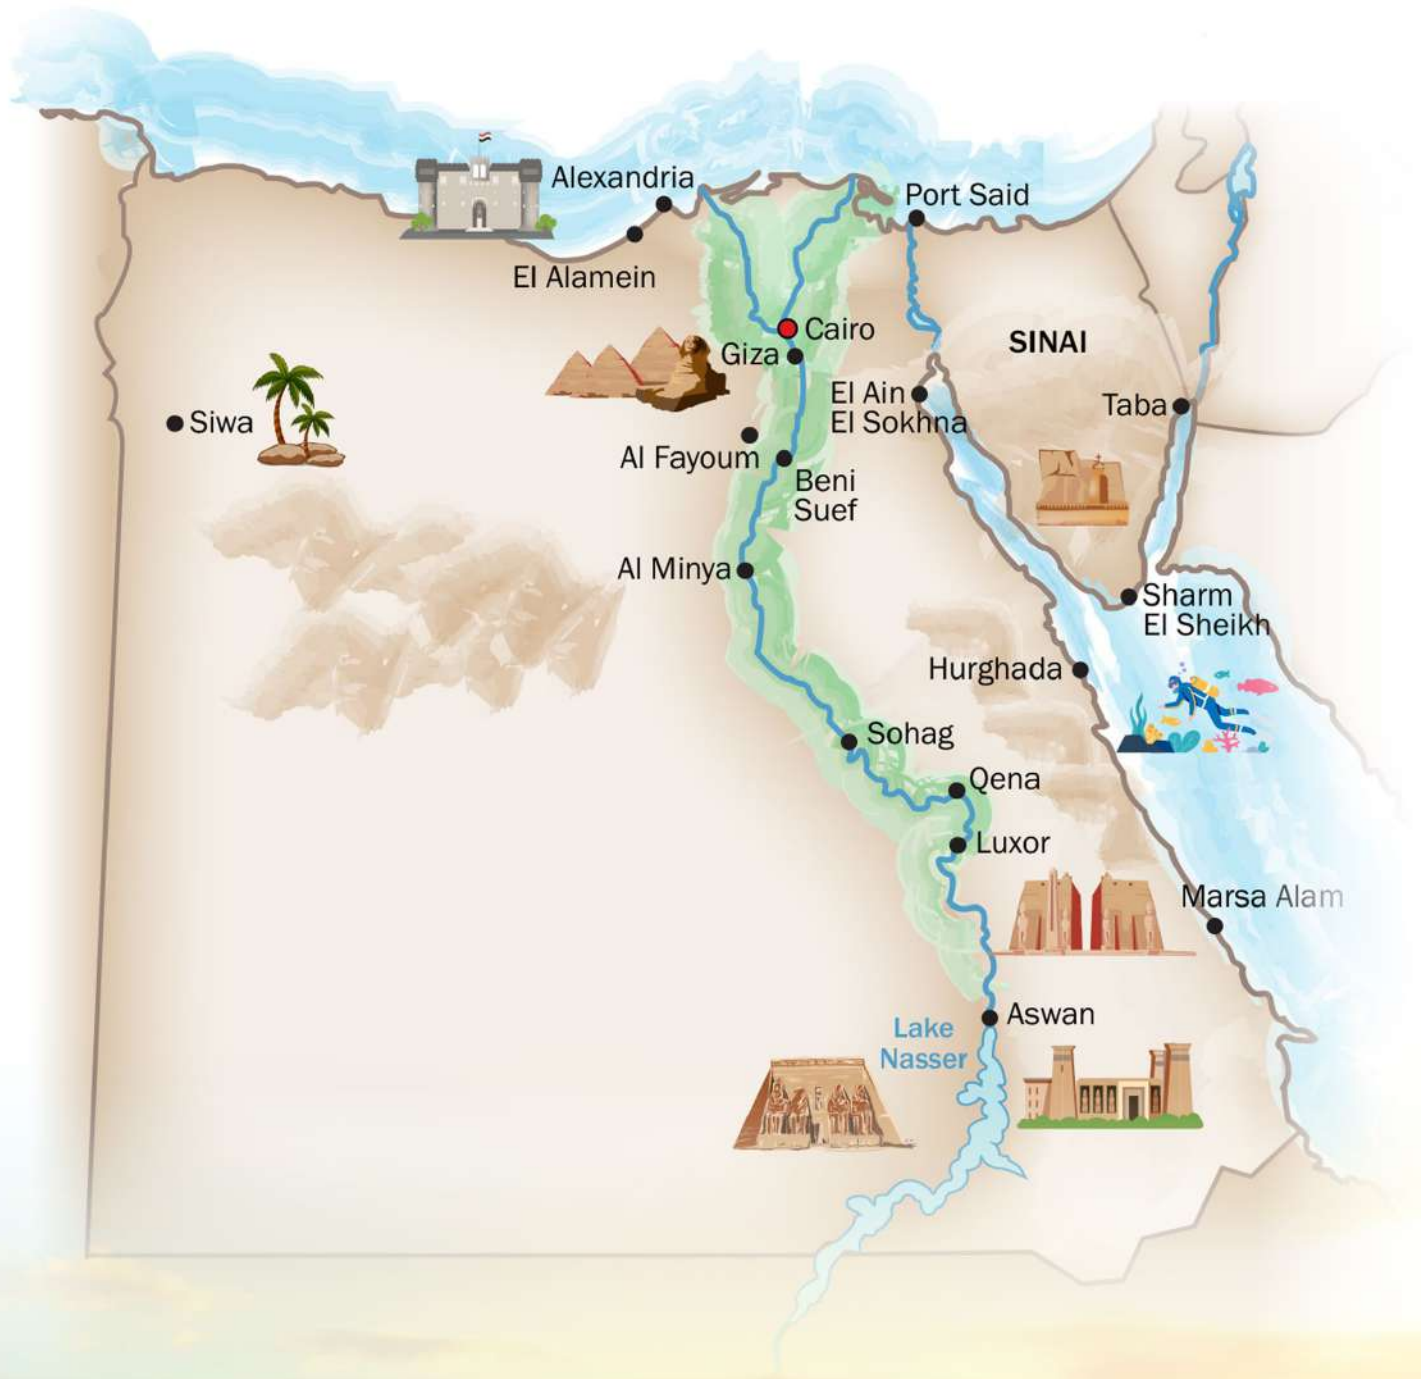 Alexandria
Port Said
El Alamein
Cairo
SINAI
Giza
El Ain
El Sokhna
Taba
Siwa
Al Fayoum
Beni
Suef
Al Minya
Sharm
El Sheikh
Hurghada
Sohag
Qena
Luxor
Marsa Alam
Aswan
Lake
Nasser